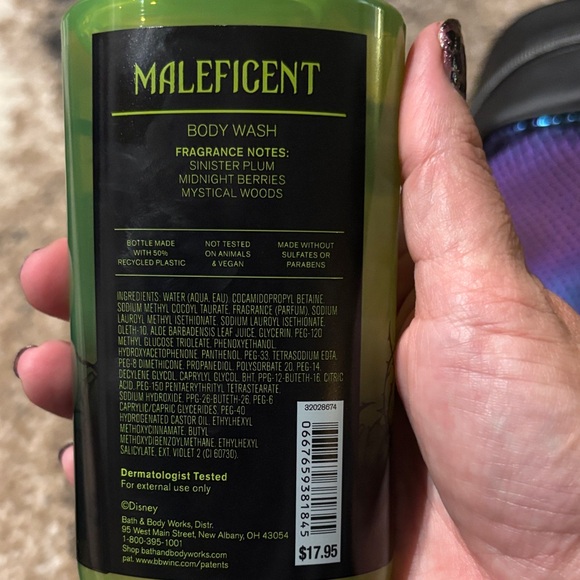 MALEFICENT
BODY WASH
FRAGRANCE NOTES:
SINISTER PLUM
MIDNIGHT BERRIES
MYSTICAL WOODS
BOTTLE MADE
WITH 50%
RECYCLED PLASTIC
NOT TESTED
ON ANIMALS
& VEGAN
MADE WITHOUT
SULFATES OR
PARABENS
INGREDIENTS: WATER (AQUA, EAU), COCAMIDOPROPYL BETAINE,
SODIUM METHYL COCOYL TAURATE, FRAGRANCE (PARFUM), SODIUM
LAUROYL METHYL ISETHIONATE, SODIUM LAUROYL ISETHIONATE,
OLETH-10, ALOE BARBADENSIS LEAF JUICE, GLYCERIN, PEG-120
METHYL GLUCOSE TRIOLEATE, PHENOXYETHANOL,
HYDROXYACETOPHENONE, PANTHENOL, PEG-33, TETRASODIUM EDTA,
PEG-8 DIMETHICONE, PROPANEDIOL, POLYSORBATE 20, PEG-14,
DECYLENE GLYCOL, CAPRYLYL GLYCOL, BHT, PPG-12-BUTETH-16, CITRIC
ACID, PEG-150 PENTAERYTHRITYL TETRASTEARATE,
SODIUM HYDROXIDE, PPG-26-BUTETH-26, PEG-6
CAPRYLIC/CAPRIC GLYCERIDES, PEG-40
HYDROGENATED CASTOR OIL, ETHYLHEXYL
METHOXYCINNAMATE, BUTYL
METHOXYDIBENZOYLMETHANE, ETHYLHEXYL
SALICYLATE, EXT. VIOLET 2 (CI 60730).
Dermatologist Tested
For external use only
©Disney
Bath & Body Works, Distr.
95 West Main Street, New Albany, OH 43054
1-800-395-1001
Shop bathandbodyworks.com
pat. www.bbwinc.com/patents
32028674
0667659381845
$17.95